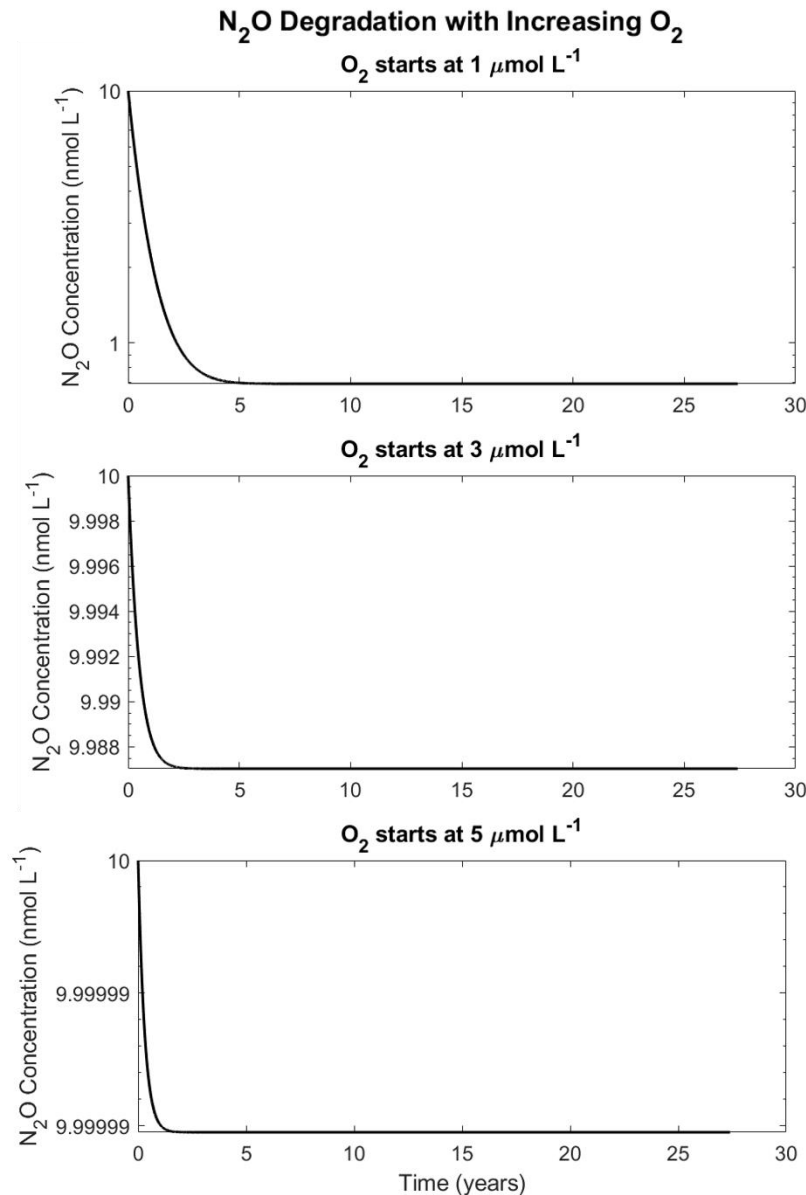 N₂O Degradation with Increasing O₂
O₂ starts at 1 μmol L⁻¹
N₂O Concentration (nmol L⁻¹)
10
1
0 5 10 15 20 25 30
O₂ starts at 3 μmol L⁻¹
N₂O Concentration (nmol L⁻¹)
10
9.998
9.996
9.994
9.992
9.99
9.988
0 5 10 15 20 25 30
O₂ starts at 5 μmol L⁻¹
N₂O Concentration (nmol L⁻¹)
10
9.99999
9.99999
0 5 10 15 20 25 30
Time (years)